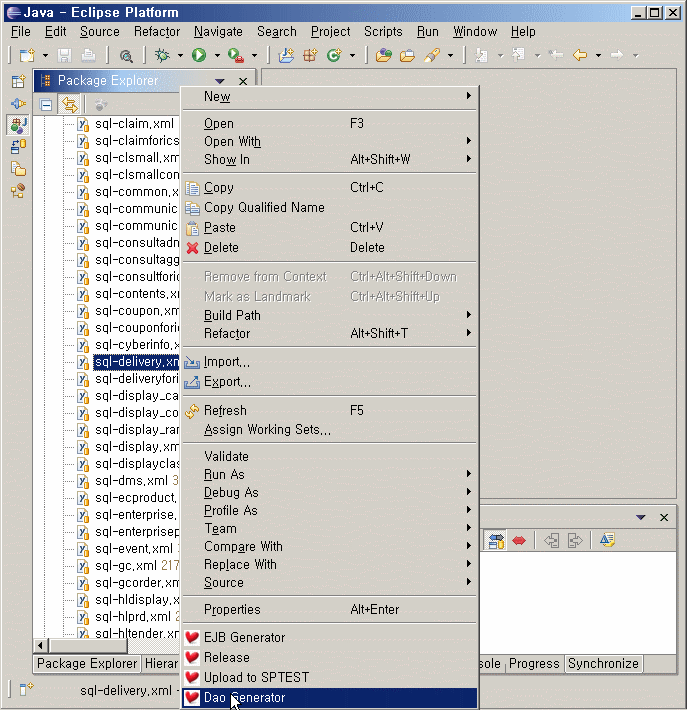 Java - Eclipse Platform
File Edit Source Refactor Navigate Search Project Scripts Run Window Help
Package Explorer
sql-claim.xml
sql-claimforics
sql-clsmall.xm
sql-clsmallcon
sql-common.x
sql-communic
sql-communic
sql-consultadn
sql-consultagg
sql-consultforic
sql-contents.xr
sql-coupon.xm
sql-couponforic
sql-cyberinfo.x
sql-delivery.xn
sql-deliveryfori
sql-display_ca
sql-display_co
sql-display_rar
sql-display.xm
sql-displayclas
sql-dms.xml 3
sql-ecproduct.
sql-enterprise.
sql-enterprisep
sql-event.xml
sql-gc.xml 217
sql-gcorder.xm
sql-hldisplay.x
sql-hlprd.xml 2
sql-hltender.xm
New
Open F3
Open With
Show In Alt+Shift+W
Copy Ctrl+C
Copy Qualified Name
Paste Ctrl+V
Delete Delete
Remove from Context Ctrl+Alt+Shift+Down
Mark as Landmark Ctrl+Alt+Shift+Up
Build Path
Refactor Alt+Shift+T
Import...
Export...
Refresh F5
Assign Working Sets...
Validate
Run As
Debug As
Profile As
Team
Compare With
Replace With
Source
Properties Alt+Enter
EJB Generator
Release
Upload to SPTEST
Dao Generator
Package Explorer Hierar
sole Progress Synchronize
sql-delivery.xml -